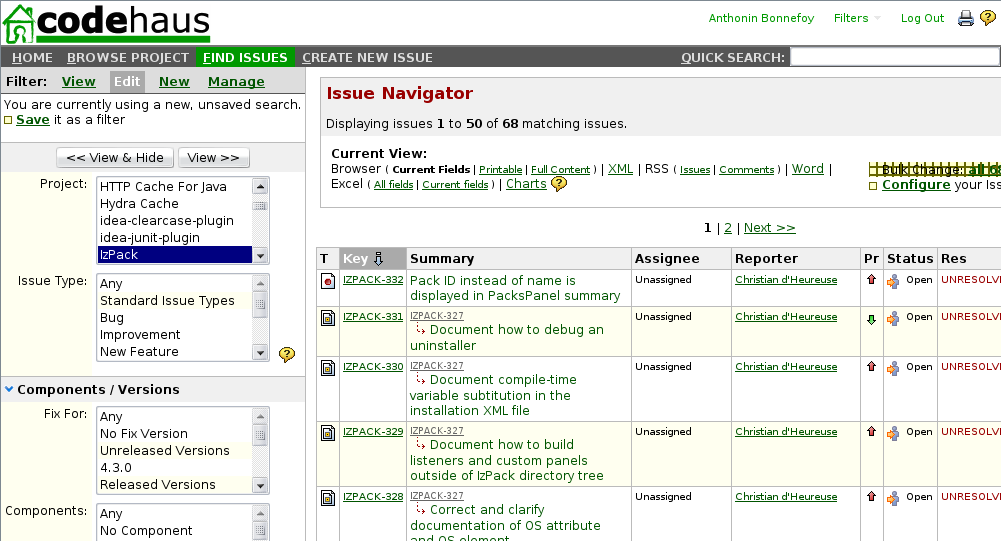 codehaus
Anthonin Bonnefoy Filters Log Out
HOME BROWSE PROJECT FIND ISSUES CREATE NEW ISSUE QUICK SEARCH:
Filter: View Edit New Manage
You are currently using a new, unsaved search.
Save it as a filter
<< View & Hide View >>
Project:
HTTP Cache For Java
Hydra Cache
idea-clearcase-plugin
idea-junit-plugin
IzPack
Issue Type:
Any
Standard Issue Types
Bug
Improvement
New Feature
Components / Versions
Fix For:
Any
No Fix Version
Unreleased Versions
4.3.0
Released Versions
Components:
Any
No Component
Issue Navigator
Displaying issues 1 to 50 of 68 matching issues.
Current View:
Browser ( Current Fields | Printable | Full Content ) | XML | RSS ( Issues | Comments ) | Word |
Excel ( All fields | Current fields ) | Charts
Bulk Change: all
Configure your Iss
1 | 2 | Next >>
T Key Summary Assignee Reporter Pr Status Res
IZPACK-332 Pack ID instead of name is Unassigned Christian d'Heureuse Open UNRESOLV
displayed in PacksPanel summary
IZPACK-331 IZPACK-327 Unassigned Christian d'Heureuse Open UNRESOLV
Document how to debug an
uninstaller
IZPACK-330 IZPACK-327 Unassigned Christian d'Heureuse Open UNRESOLV
Document compile-time
variable subtitution in the
installation XML file
IZPACK-329 IZPACK-327 Unassigned Christian d'Heureuse Open UNRESOLV
Document how to build
listeners and custom panels
outside of IzPack directory tree
IZPACK-328 IZPACK-327 Unassigned Christian d'Heureuse Open UNRESOLV
Correct and clarify
documentation of OS attribute
and OS element